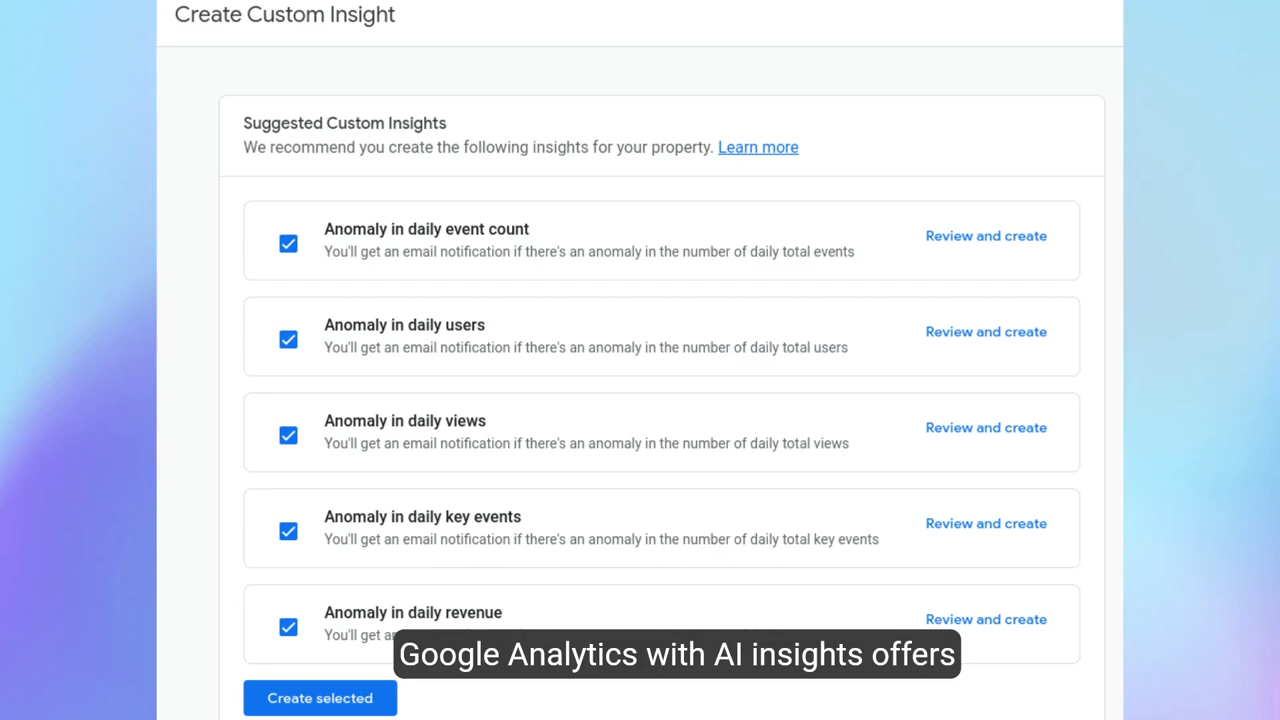 Create Custom Insight
Suggested Custom Insights
We recommend you create the following insights for your property. Learn more
Anomaly in daily event count
You'll get an email notification if there's an anomaly in the number of daily total events
Review and create
Anomaly in daily users
You'll get an email notification if there's an anomaly in the number of daily total users
Review and create
Anomaly in daily views
You'll get an email notification if there's an anomaly in the number of daily total views
Review and create
Anomaly in daily key events
You'll get an email notification if there's an anomaly in the number of daily total key events
Review and create
Anomaly in daily revenue
You'll get
Review and create
Google Analytics with AI insights offers
Create selected